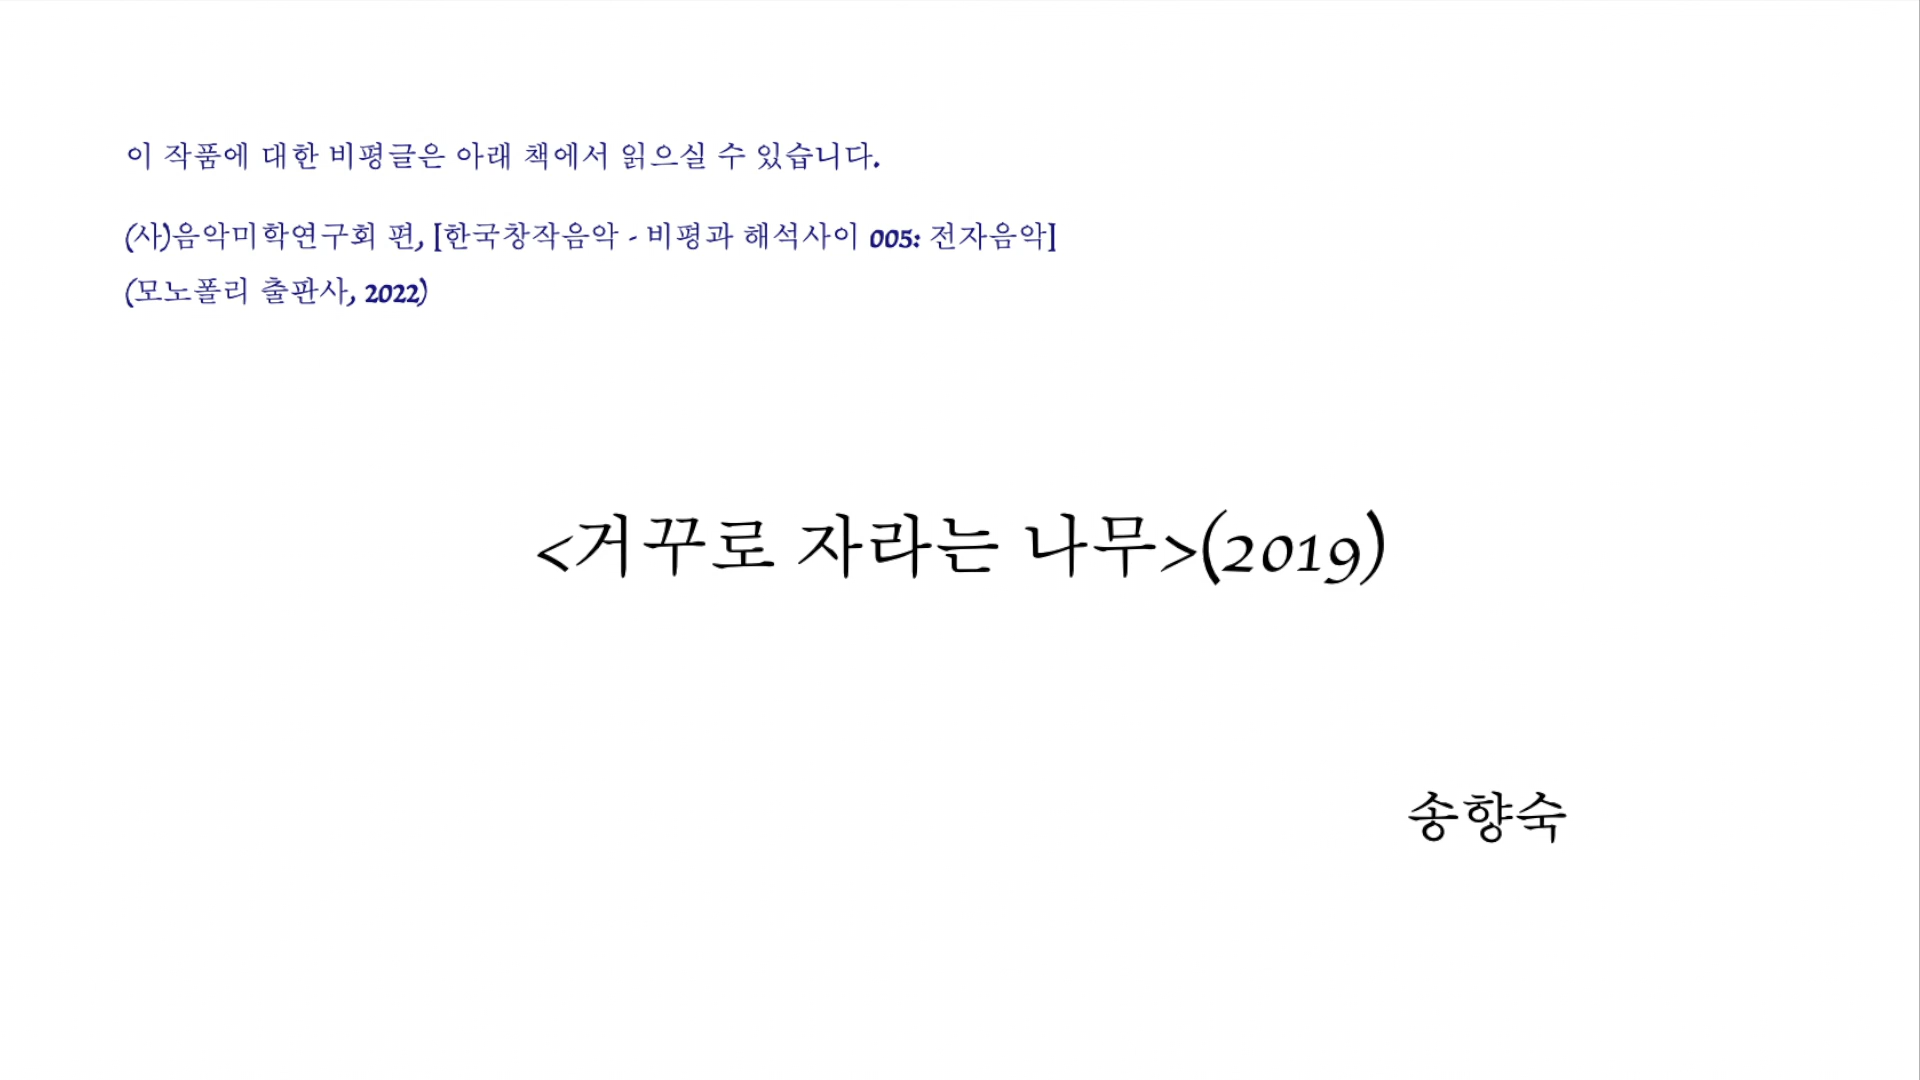 이 작품에 대한 비평글은 아래 책에서 읽으실 수 있습니다.
(사)음악미학연구회 편, [한국창작음악 - 비평과 해석사이 005: 전자음악]
(모노폴리 출판사, 2022)
<거꾸로 자라는 나무>(2019)
송향숙